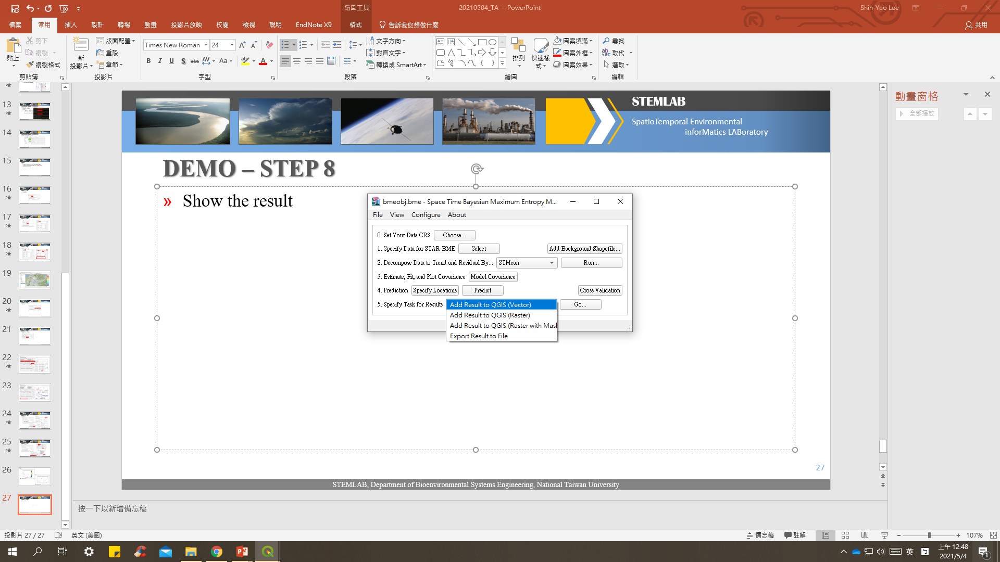 繪圖工具
20210504_TA - PowerPoint
Shih-Yao Lee
檔案 常用 插入 設計 轉場 動畫 投影片放映 校閱 檢視 說明 EndNote X9 格式 告訴我您想做什麼 共用
貼上
剪下
複製
複製格式
剪貼簿
新
投影片
版面配置
重設
章節
投影片
Times New Roman 24
B I U S abc AV Aa ab A
字型
文字方向
對齊文字
轉換成 SmartArt
段落
排列
快速樣
式
圖案填滿
圖案外框
圖案效果
繪圖
尋找
取代
選取
編輯
13
14
15
16
17
18
19
20
21
22
23
24
25
26
27
STEMLAB
SpatioTemporal Environmental
inforMatics LABoratory
DEMO – STEP 8
» Show the result
bmeobj.bme - Space Time Bayesian Maximum Entropy M...
File View Configure About
0. Set Your Data CRS Choose...
1. Specify Data for STAR-BME Select Add Background Shapefile...
2. Decompose Data to Trend and Residual By... STMean Run...
3. Estimate, Fit, and Plot Covariance Model Covariance
4. Prediction Specify Locations Predict Cross Validation
5. Specify Task for Results Add Result to QGIS (Vector) Go...
Add Result to QGIS (Raster)
Add Result to QGIS (Raster with Mas
Export Result to File
27
STEMLAB, Department of Bioenvironmental Systems Engineering, National Taiwan University
動畫窗格
全部播放
按一下以新增備忘稿
投影片 27 / 27 英文 (美國)
備忘稿 註解 107%
英
上午 12:48
2021/5/4
1